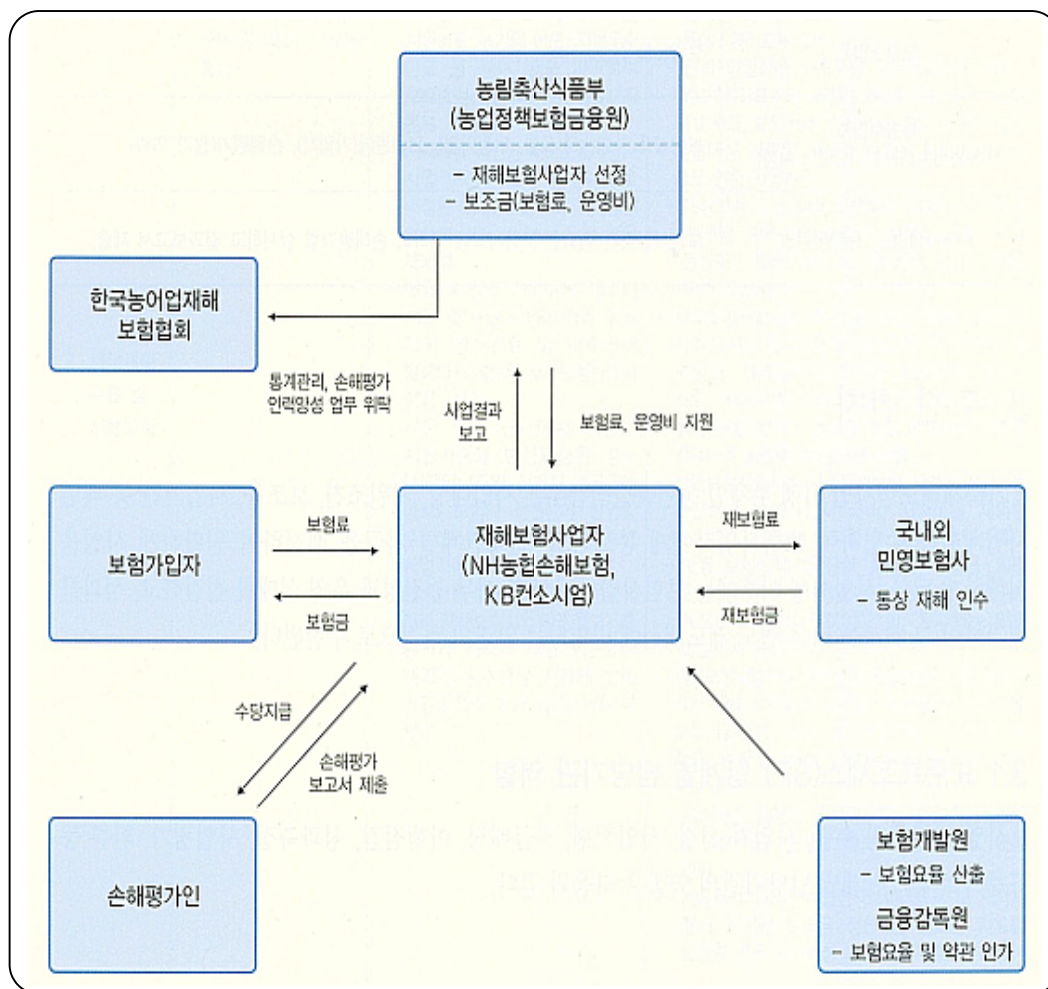 농림축산식품부
(농업정책보험금융원)
- 재해보험사업자 선정
- 보조금(보험료, 운영비)
한국농어업재해
보험협회
통계관리, 손해평가
인력양성 업무 위탁
사업결과
보고
보험료, 운영비 지원
보험가입자
보험료
보험금
재해보험사업자
(NH농헙손해보험,
KB컨소시엄)
재보험료
재보험금
국내외
민영보험사
- 통상 재해 인수
수당지급
손해평가
보고서 제출
손해평가인
보험개발원
- 보험요율 산출
금융감독원
- 보험요율 및 약관 인가